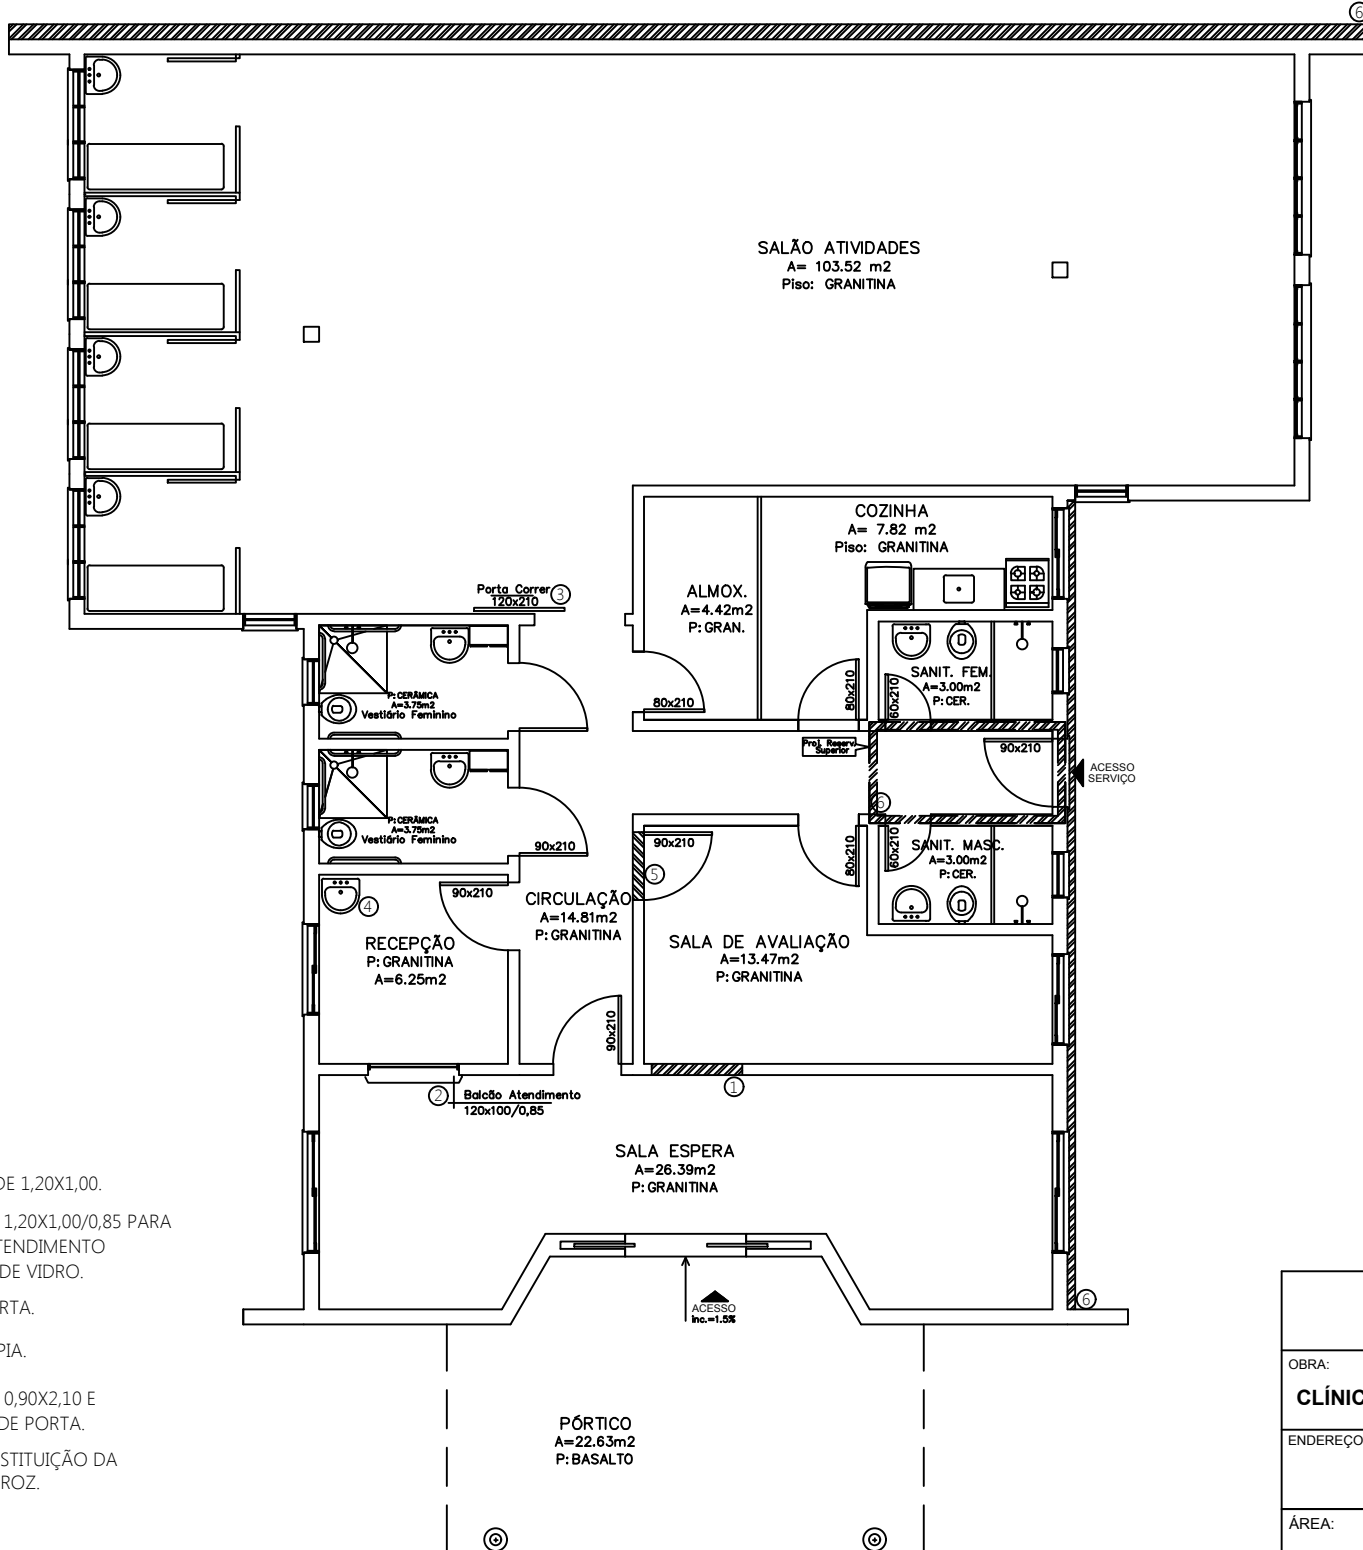 6
SALÃO ATIVIDADES
A= 103.52 m2
Piso: GRANITINA
COZINHA
A= 7.82 m2
Piso: GRANITINA
ALMOX.
A=4.42m2
P: GRAN.
Porta Correr
120x210
3
P: CERÂMICA
A=3.75m2
Vestiário Feminino
80x210
80x210
60x210
SANIT. FEM.
A=3.00m2
P: CER.
Proj. Reserv.
Superior
90x210
ACESSO
SERVIÇO
6
P: CERÂMICA
A=3.75m2
Vestiário Feminino
90x210
90x210
80x210
60x210
SANIT. MASC.
A=3.00m2
P: CER.
5
90x210
4
CIRCULAÇÃO
A=14.81m2
P: GRANITINA
RECEPÇÃO
P: GRANITINA
A=6.25m2
SALA DE AVALIAÇÃO
A=13.47m2
P: GRANITINA
90x210
1
2
Balcão Atendimento
120x100/0,85
SALA ESPERA
A=26.39m2
P: GRANITINA
ACESSO
Inc.=1.5%
6
PÓRTICO
A=22.63m2
P: BASALTO
DE 1,20X1,00.
1,20X1,00/0,85 PARA
TENDIMENTO
DE VIDRO.
RTA.
PIA.
0,90X2,10 E
DE PORTA.
STITUIÇÃO DA
ROZ.
OBRA:
CLÍNIC
ENDEREÇO
ÁREA: